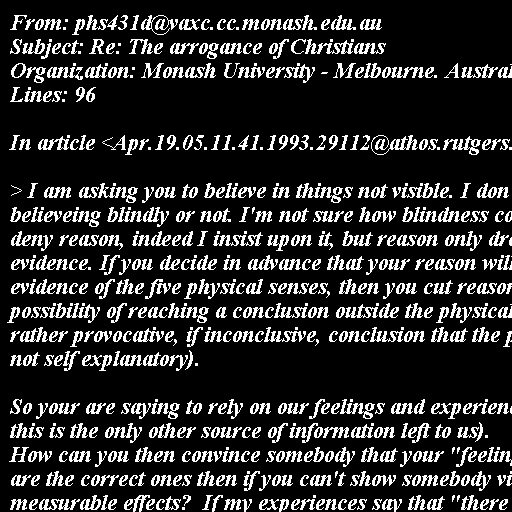 From: phs431d@vaxc.cc.monash.edu.au
Subject: Re: The arrogance of Christians
Organization: Monash University - Melbourne. Austral
Lines: 96

In article <Apr.19.05.11.41.1993.29112@athos.rutgers.

> I am asking you to believe in things not visible. I don
believeing blindly or not. I'm not sure how blindness co
deny reason, indeed I insist upon it, but reason only dr
evidence. If you decide in advance that your reason wil
evidence of the five physical senses, then you cut reason
possibility of reaching a conclusion outside the physical
rather provocative, if inconclusive, conclusion that the p
not self explanatory).

So your are saying to rely on our feelings and experien
this is the only other source of information left to us).
How can you then convince somebody that your "feelin
are the correct ones then if you can't show somebody vi
measurable effects?  If my experiences say that "there